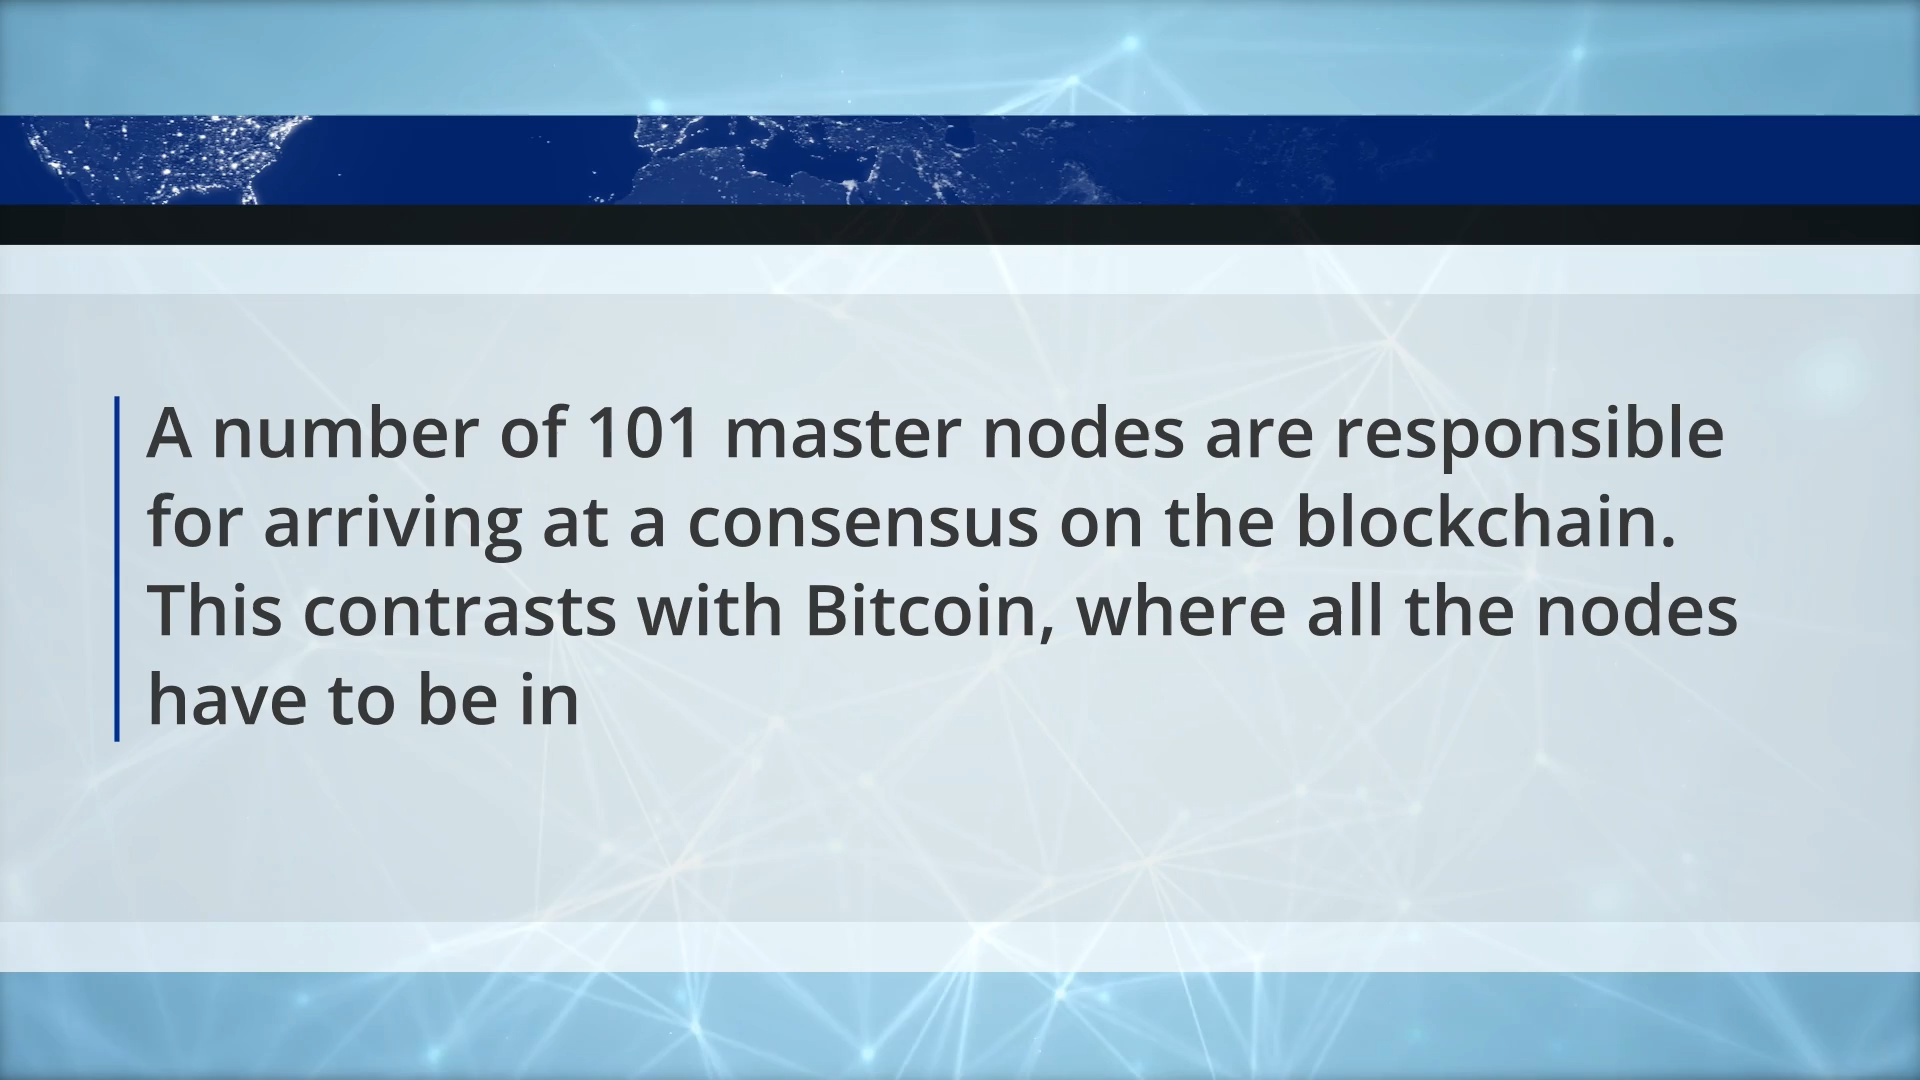 A number of 101 master nodes are responsible
for arriving at a consensus on the blockchain.
This contrasts with Bitcoin, where all the nodes
have to be in